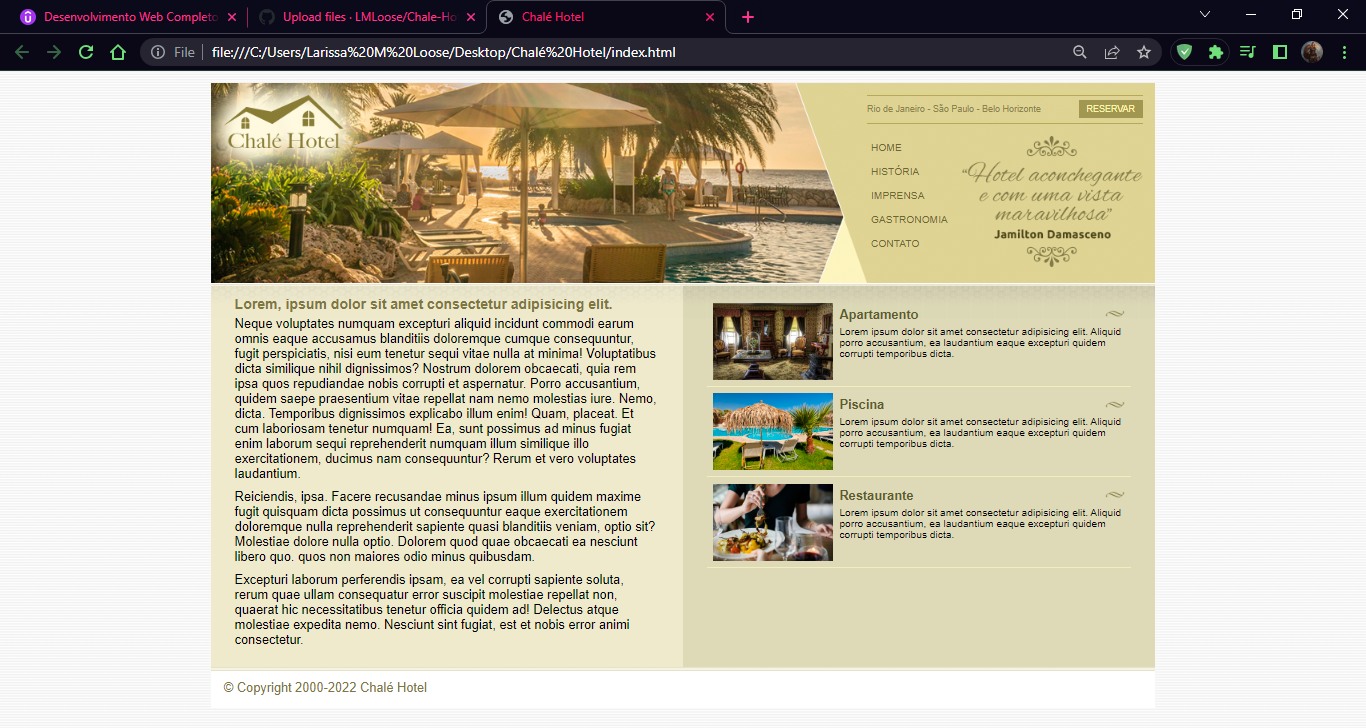 Desenvolvimento Web Completo
Upload files · LMLoose/Chale-Ho
Chalé Hotel
File
file:///C:/Users/Larissa%20M%20Loose/Desktop/Chalé%20Hotel/index.html
Chalé Hotel
Rio de Janeiro - São Paulo - Belo Horizonte
RESERVAR
HOME
HISTÓRIA
IMPRENSA
GASTRONOMIA
CONTATO
“Hotel aconchegante
e com uma vista
maravilhosa”
Jamilton Damasceno
Lorem, ipsum dolor sit amet consectetur adipisicing elit.
Neque voluptates numquam excepturi aliquid incidunt commodi earum
omnis eaque accusamus blanditiis doloremque cumque consequuntur,
fugit perspiciatis, nisi eum tenetur sequi vitae nulla at minima! Voluptatibus
dicta similique nihil dignissimos? Nostrum dolorem obcaecati, quia rem
ipsa quos repudiandae nobis corrupti et aspernatur. Porro accusantium,
quidem saepe praesentium vitae repellat nam nemo molestias iure. Nemo,
dicta. Temporibus dignissimos explicabo illum enim! Quam, placeat. Et
cum laboriosam tenetur numquam! Ea, sunt possimus ad minus fugiat
enim laborum sequi reprehenderit numquam illum similique illo
exercitationem, ducimus nam consequuntur? Rerum et vero voluptates
laudantium.
Reiciendis, ipsa. Facere recusandae minus ipsum illum quidem maxime
fugit quisquam dicta possimus ut consequuntur eaque exercitationem
doloremque nulla reprehenderit sapiente quasi blanditiis veniam, optio sit?
Molestiae dolore nulla optio. Dolorem quod quae obcaecati ea nesciunt
libero quo. quos non maiores odio minus quibusdam.
Excepturi laborum perferendis ipsam, ea vel corrupti sapiente soluta,
rerum quae ullam consequatur error suscipit molestiae repellat non,
quaerat hic necessitatibus tenetur officia quidem ad! Delectus atque
molestiae expedita nemo. Nesciunt sint fugiat, est et nobis error animi
consectetur.
Apartamento
Lorem ipsum dolor sit amet consectetur adipisicing elit. Aliquid
porro accusantium, ea laudantium eaque excepturi quidem
corrupti temporibus dicta.
Piscina
Lorem ipsum dolor sit amet consectetur adipisicing elit. Aliquid
porro accusantium, ea laudantium eaque excepturi quidem
corrupti temporibus dicta.
Restaurante
Lorem ipsum dolor sit amet consectetur adipisicing elit. Aliquid
porro accusantium, ea laudantium eaque excepturi quidem
corrupti temporibus dicta.
© Copyright 2000-2022 Chalé Hotel